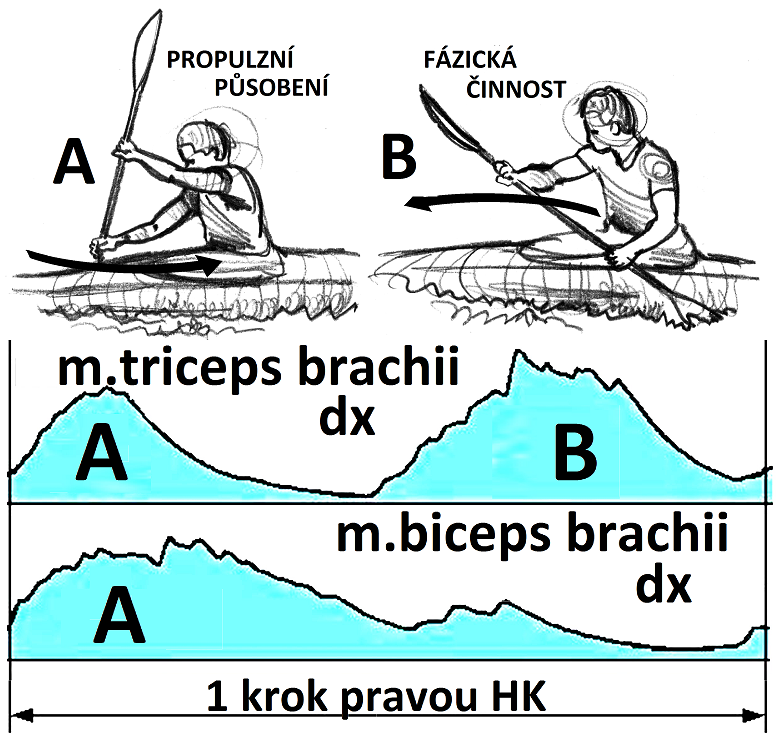 PROPULZNÍ
PŮSOBENÍ
FÁZICKÁ
ČINNOST
A
B
m.triceps brachii
dx
A
B
m.biceps brachii
dx
A
1 krok pravou HK